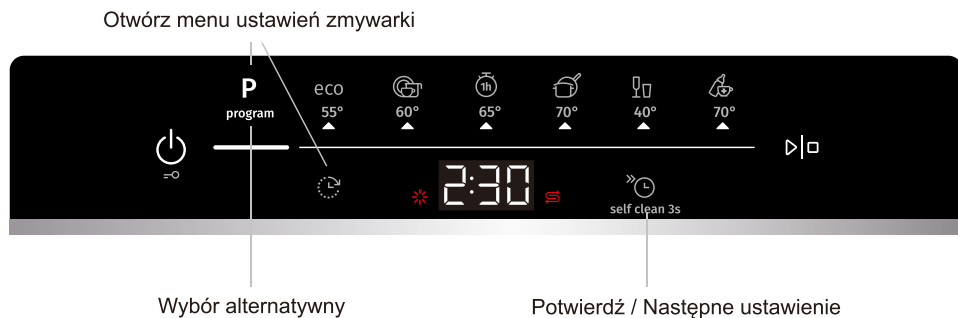 Otwórz menu ustawień zmywarki
P
program
eco
1h
55° 60° 65° 70° 40° 70°
2:30
self clean 3s
Wybór alternatywny
Potwierdź / Następne ustawienie